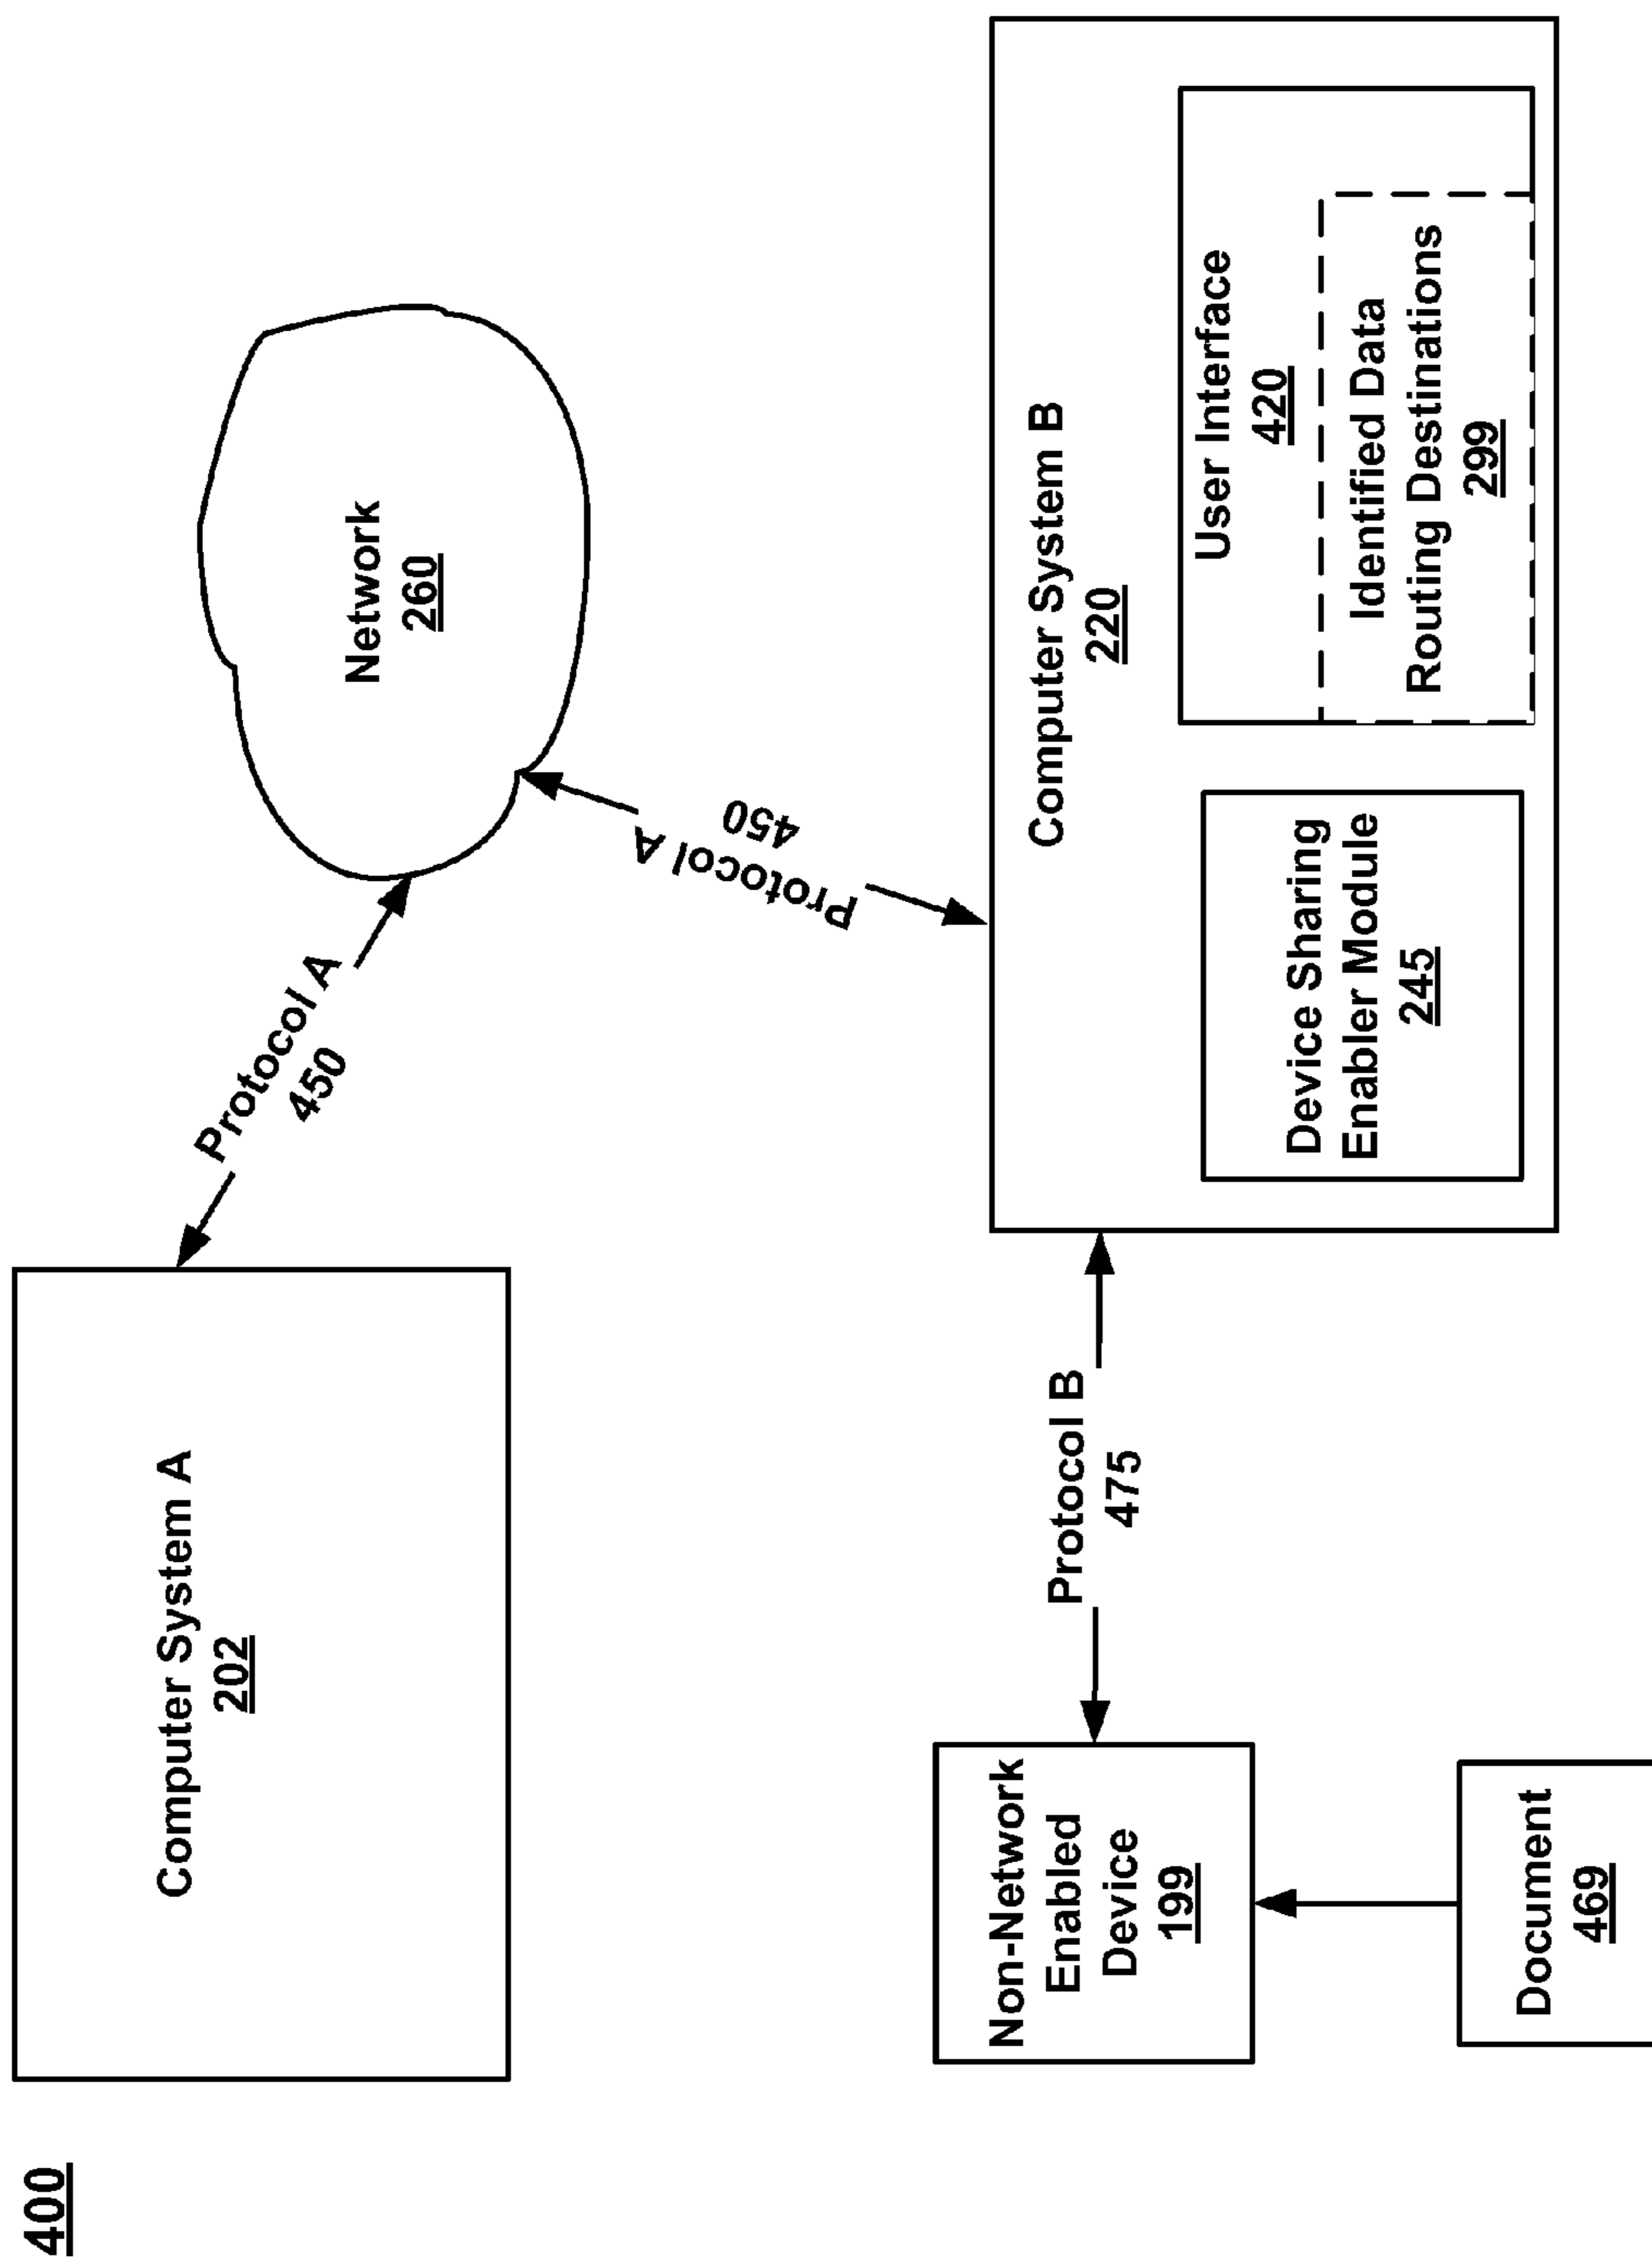 400
Computer System A
202
Protocol A
450
Network
260
Protocol A
450
Non-Network
Enabled
Device
199
Protocol B
475
Document
469
Computer System B
220
Device Sharing
Enabler Module
245
User Interface
420
Identified Data
Routing Destinations
299